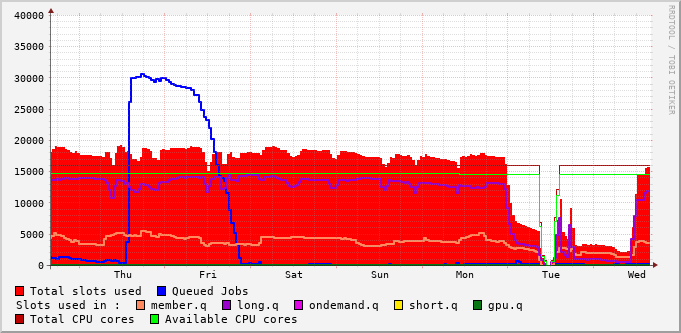 RRDTOOL / TOBI OETIKER
40000
35000
30000
25000
20000
15000
10000
5000
0
Thu Fri Sat Sun Mon Tue Wed
Total slots used Queued Jobs
Slots used in : member.q long.q ondemand.q short.q gpu.q
Total CPU cores Available CPU cores